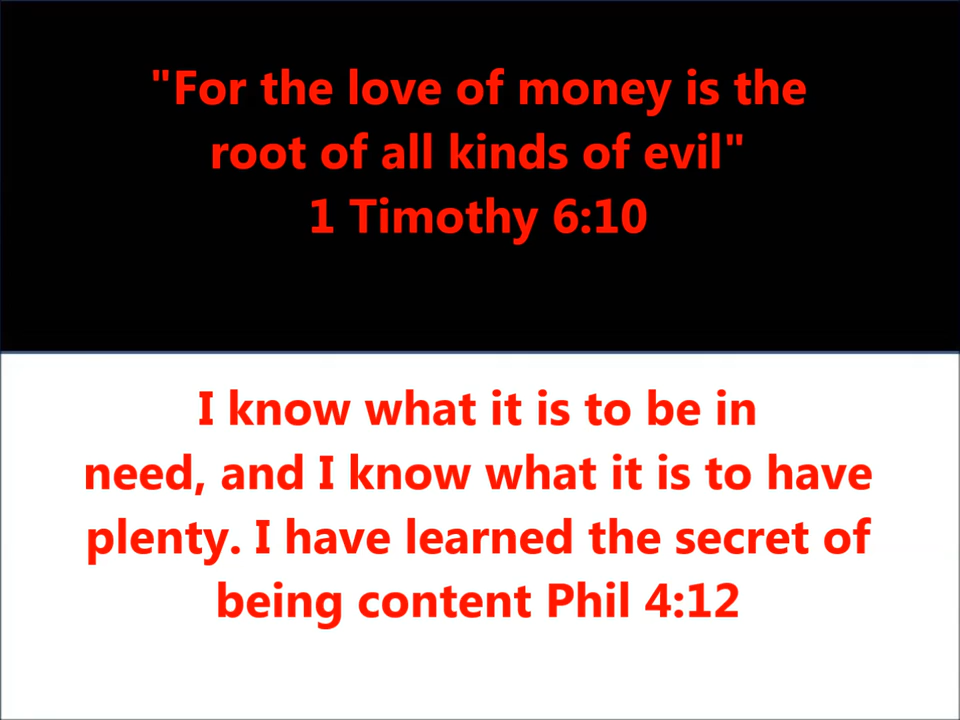 "For the love of money is the
root of all kinds of evil"
1 Timothy 6:10
I know what it is to be in
need, and I know what it is to have
plenty. I have learned the secret of
being content Phil 4:12